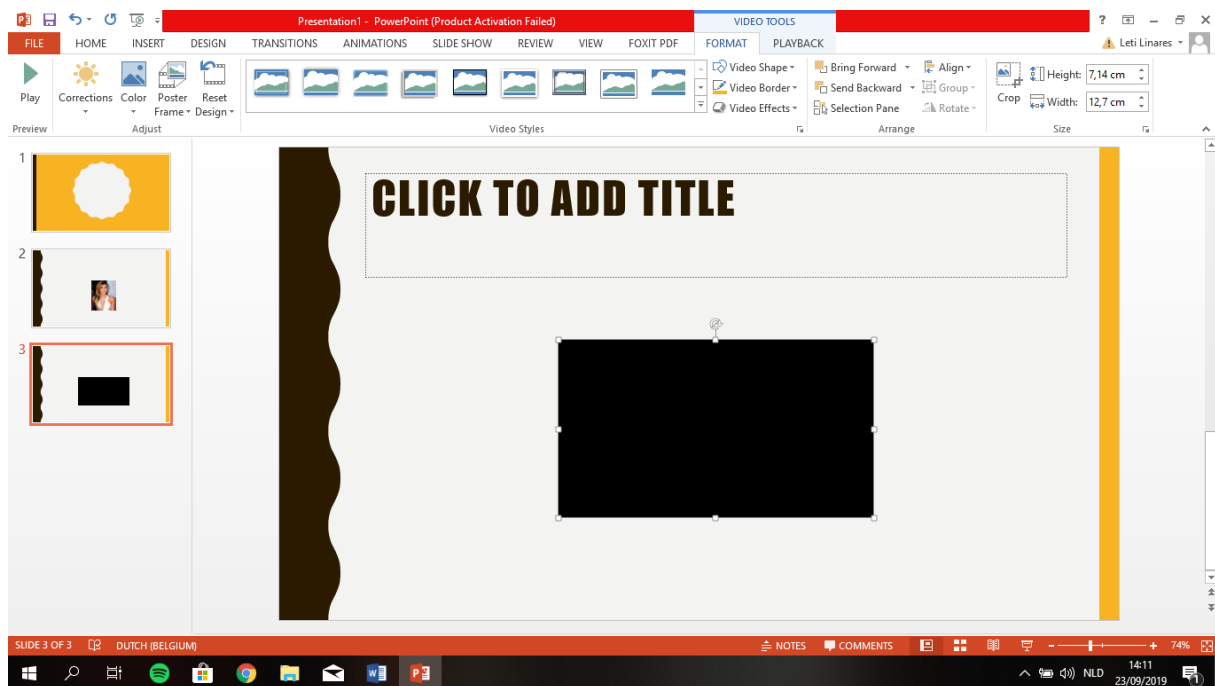 Presentation1 - PowerPoint (Product Activation Failed)
VIDEO TOOLS
?
FILE HOME INSERT DESIGN TRANSITIONS ANIMATIONS SLIDE SHOW REVIEW VIEW FOXIT PDF FORMAT PLAYBACK
Leti Linares
Play
Corrections
Color
Poster
Frame
Reset
Design
Video Shape
Video Border
Video Effects
Bring Forward
Send Backward
Selection Pane
Align
Group
Rotate
Crop
Height: 7,14 cm
Width: 12,7 cm
Preview
Adjust
Video Styles
Arrange
Size
1
2
3
CLICK TO ADD TITLE
SLIDE 3 OF 3
DUTCH (BELGIUM)
NOTES
COMMENTS
74%
NLD
14:11
23/09/2019
1